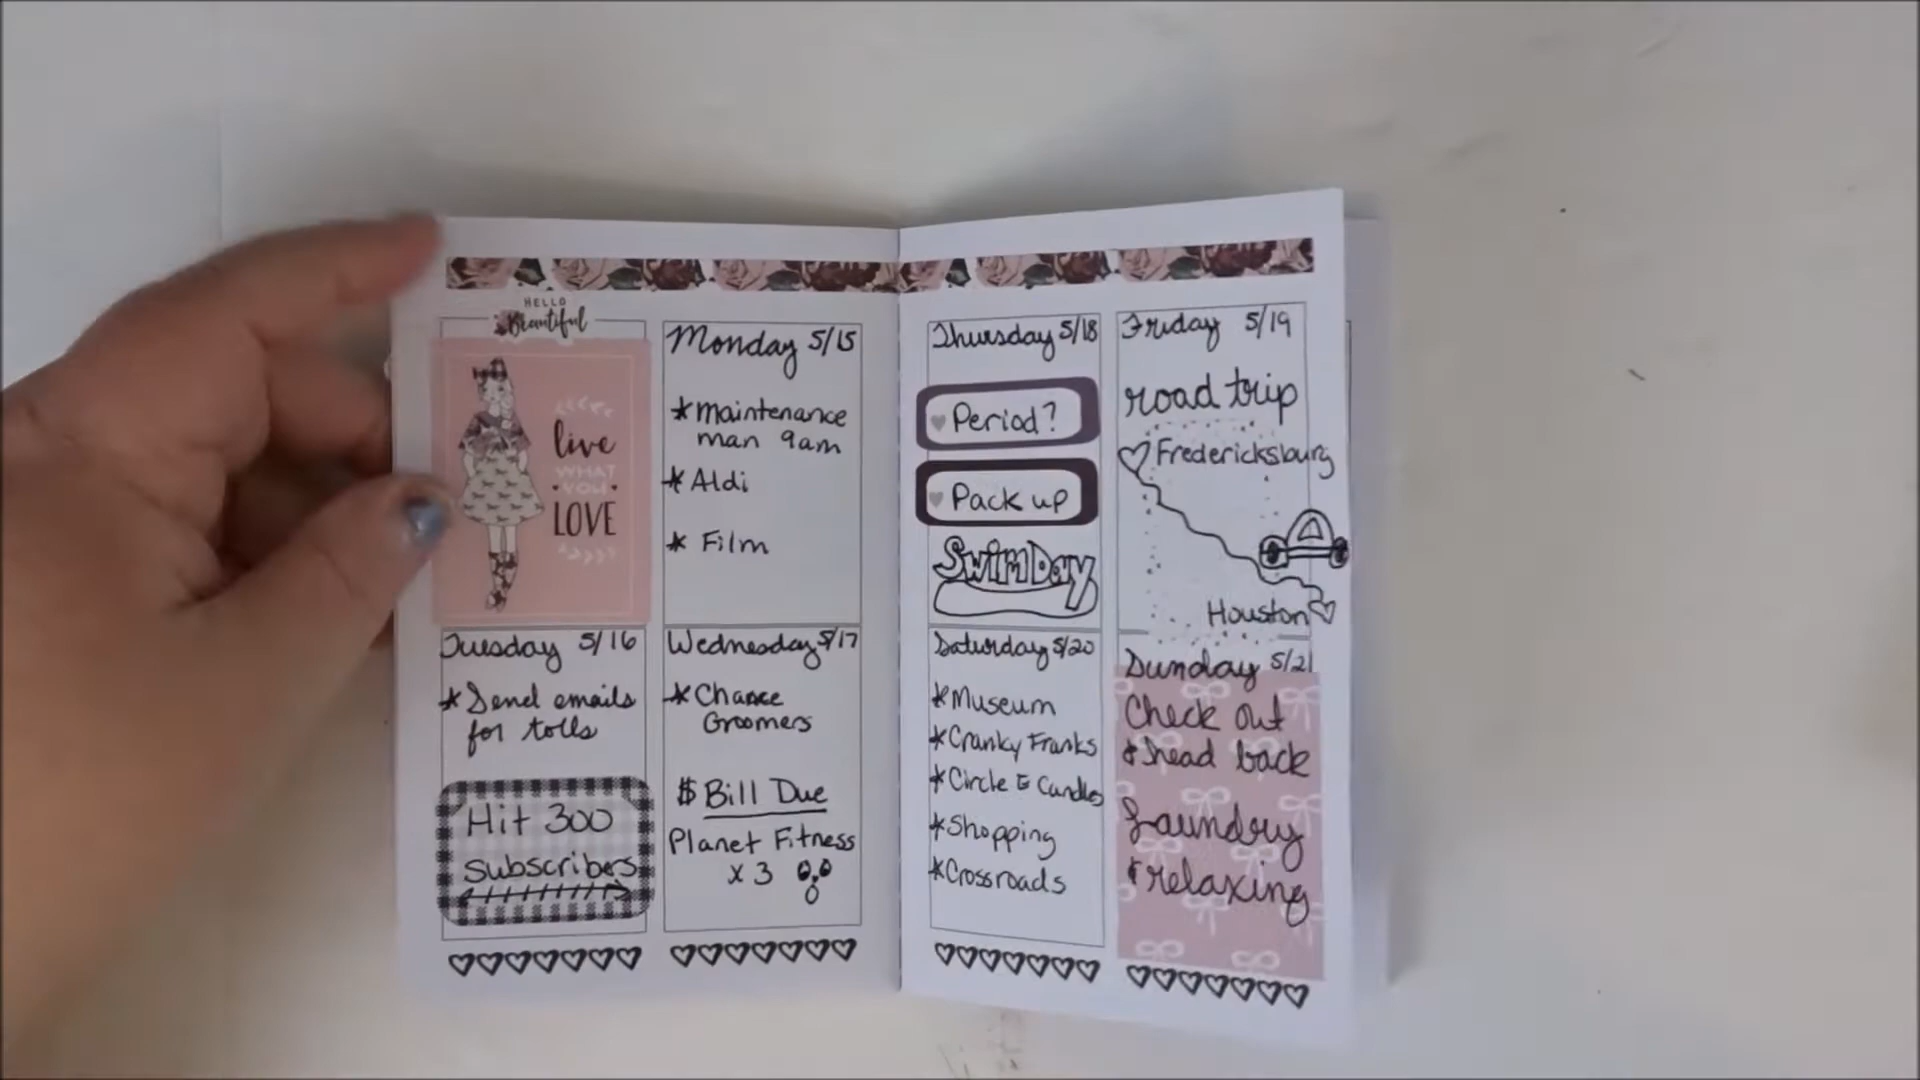 HELLO
Beautiful
live
WHAT
YOU
LOVE
Monday 5/15
*Maintenance
man 9am
*Aldi
* Film
Tuesday 5/16
*Send emails
for tolls
Hit 300
subscribers
Wednesday 5/17
*Chance
Groomers
$ Bill Due
Planet Fitness
x 3
Thursday 5/18
Period?
Pack up
Swim Day
Friday 5/19
road trip
Fredericksburg
Houston
Saturday 5/20
*Museum
*Cranky Franks
*Circle E Candles
*Shopping
*Crossroads
Sunday 5/21
Check out
& head back
Laundry
& relaxing